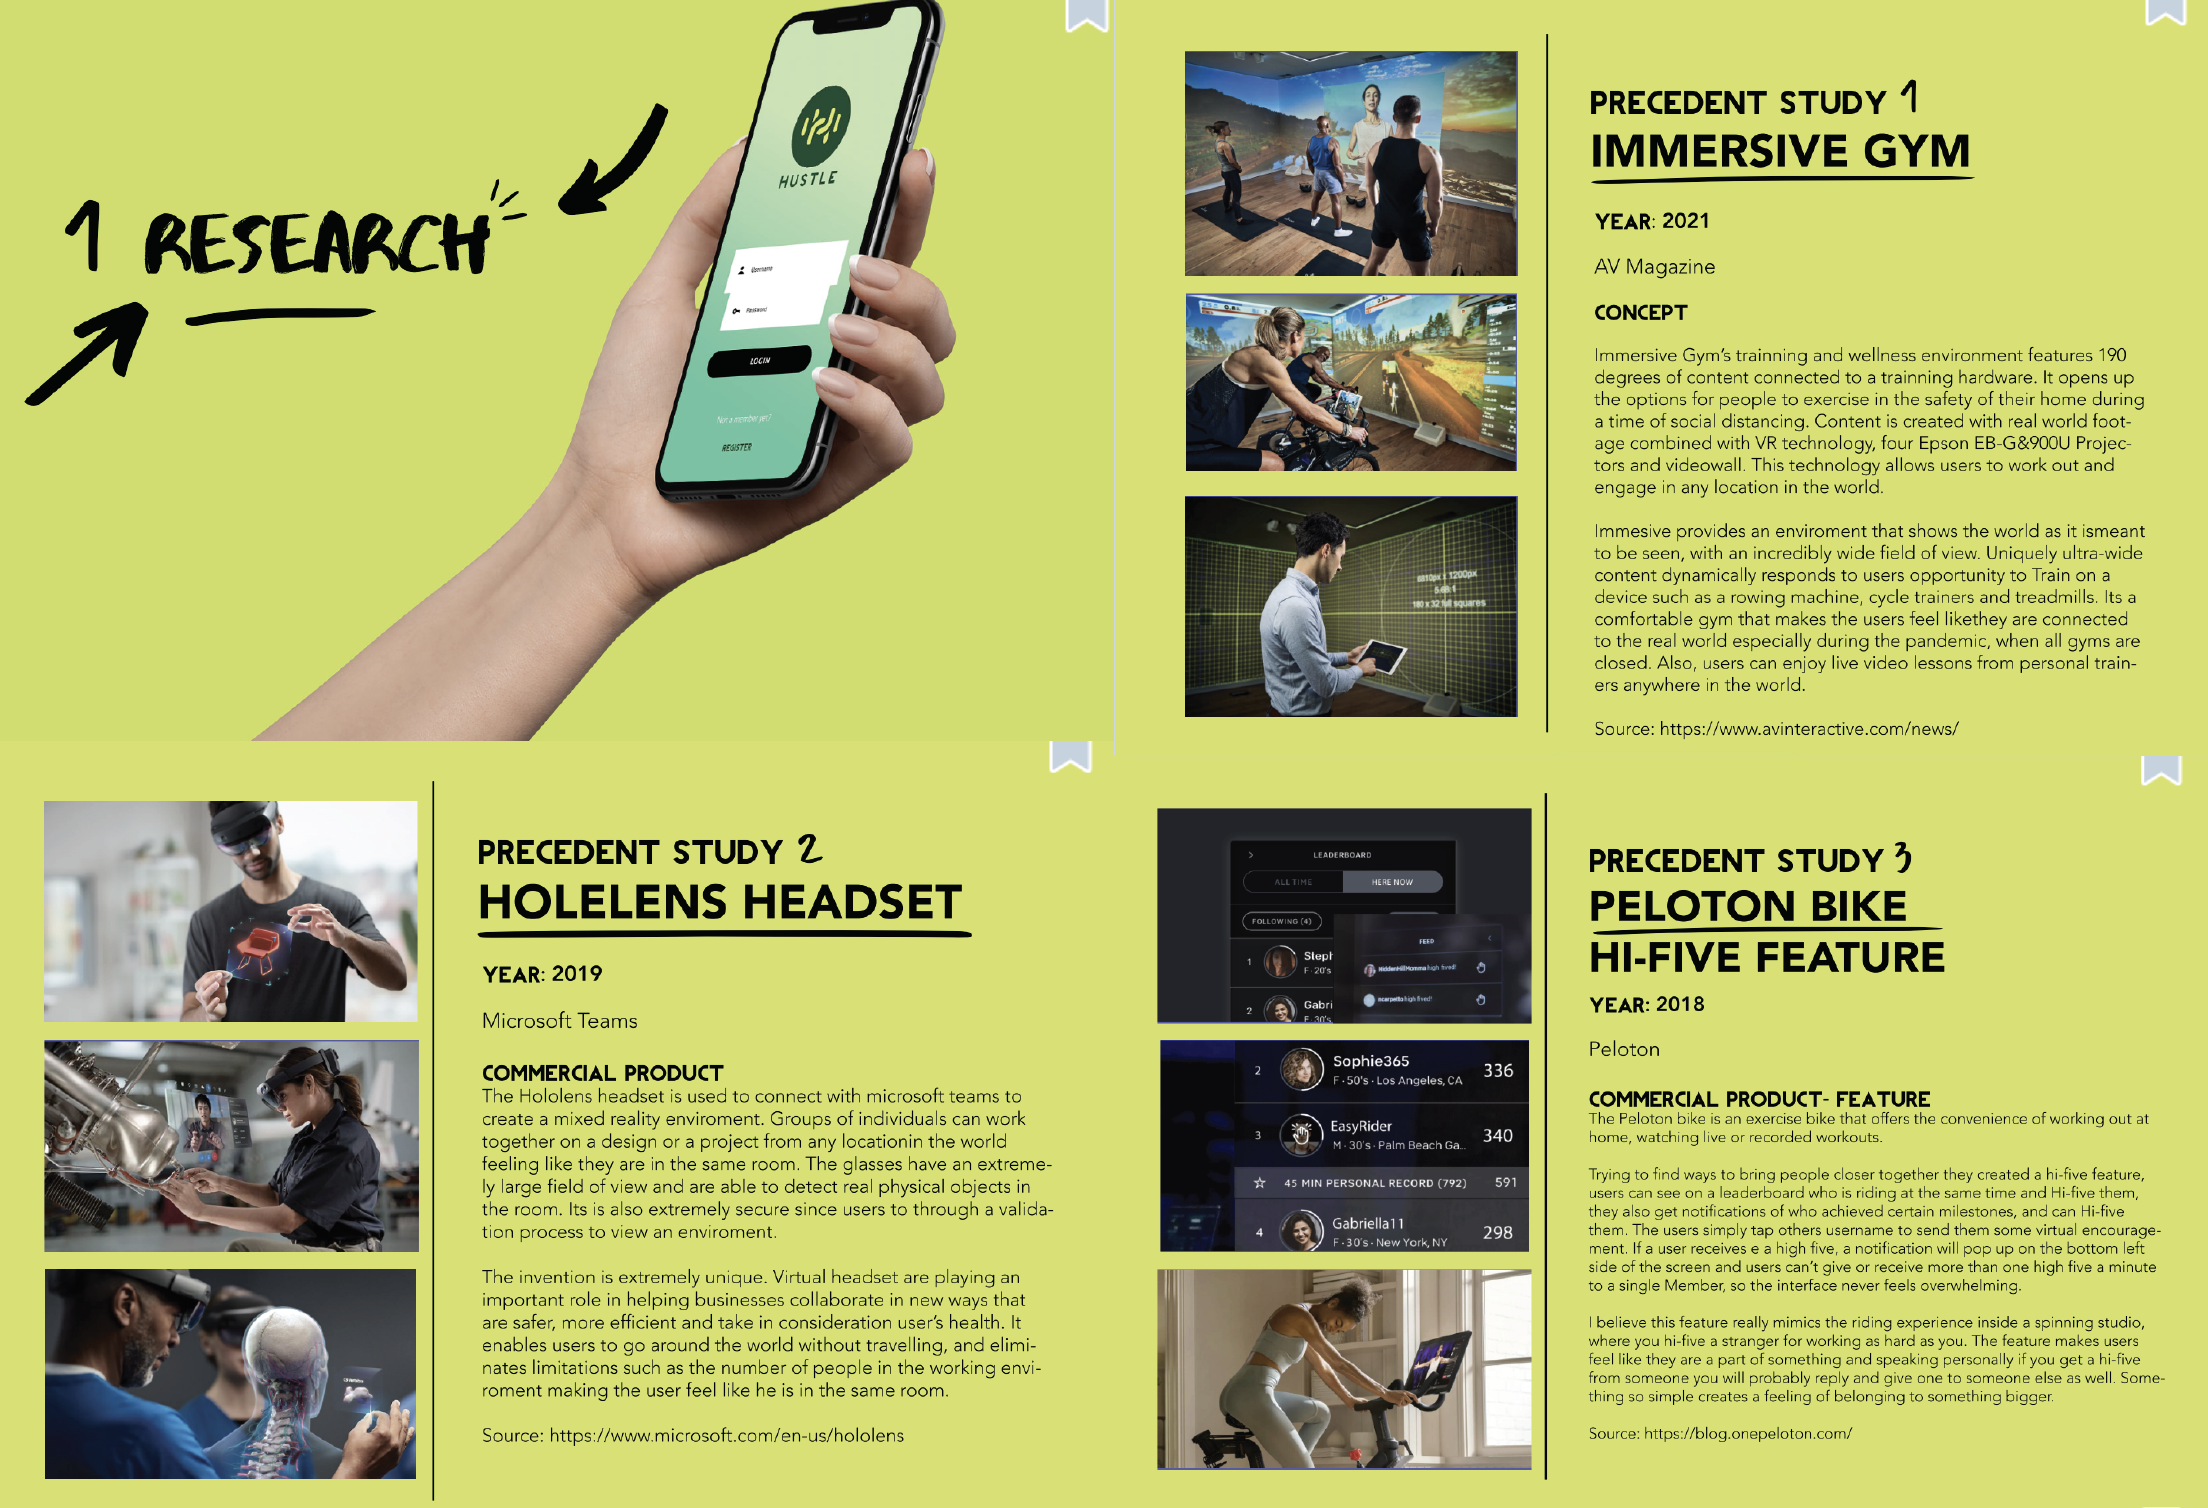 1 RESEARCH
HUSTLE
Username
Password
LOGIN
Not a member yet?
REGISTER
PRECEDENT STUDY 1
IMMERSIVE GYM
YEAR: 2021
AV Magazine
CONCEPT
Immersive Gym's trainning and wellness environment features 190
degrees of content connected to a trainning hardware. It opens up
the options for people to exercise in the safety of their home during
a time of social distancing. Content is created with real world foot-
age combined with VR technology, four Epson EB-G&900U Projec-
tors and videowall. This technology allows users to work out and
engage in any location in the world.
Immesive provides an enviroment that shows the world as it ismeant
to be seen, with an incredibly wide field of view. Uniquely ultra-wide
content dynamically responds to users opportunity to Train on a
device such as a rowing machine, cycle trainers and treadmills. Its a
comfortable gym that makes the users feel likethey are connected
to the real world especially during the pandemic, when all gyms are
closed. Also, users can enjoy live video lessons from personal train-
ers anywhere in the world.
Source: https://www.avinteractive.com/news/
6810px x 1200px
5.68:1
180 x 32 full squares
PRECEDENT STUDY 2
HOLELENS HEADSET
YEAR: 2019
Microsoft Teams
COMMERCIAL PRODUCT
The Hololens headset is used to connect with microsoft teams to
create a mixed reality enviroment. Groups of individuals can work
together on a design or a project from any locationin the world
feeling like they are in the same room. The glasses have an extreme-
ly large field of view and are able to detect real physical objects in
the room. Its is also extremely secure since users to through a valida-
tion process to view an enviroment.
The invention is extremely unique. Virtual headset are playing an
important role in helping businesses collaborate in new ways that
are safer, more efficient and take in consideration user's health. It
enables users to go around the world without travelling, and elimi-
nates limitations such as the number of people in the working envi-
roment making the user feel like he is in the same room.
Source: https://www.microsoft.com/en-us/hololens
LEADERBOARD
ALL TIME HERE NOW
FOLLOWING (4)
1 Steph
F·20's
2 Gabri
F·30's
FEED
HiddenHillMomma high fived!
ncarpetto high fived!
2 Sophie365 336
F·50's·Los Angeles, CA
3 EasyRider 340
M·30's·Palm Beach Ga...
45 MIN PERSONAL RECORD (792) 591
4 Gabriella11 298
F·30's·New York, NY
PRECEDENT STUDY 3
PELOTON BIKE
HI-FIVE FEATURE
YEAR: 2018
Peloton
COMMERCIAL PRODUCT- FEATURE
The Peloton bike is an exercise bike that offers the convenience of working out at
home, watching live or recorded workouts.
Trying to find ways to bring people closer together they created a hi-five feature,
users can see on a leaderboard who is riding at the same time and Hi-five them,
they also get notifications of who achieved certain milestones, and can Hi-five
them. The users simply tap others username to send them some virtual encourage-
ment. If a user receives e a high five, a notification will pop up on the bottom left
side of the screen and users can't give or receive more than one high five a minute
to a single Member, so the interface never feels overwhelming.
I believe this feature really mimics the riding experience inside a spinning studio,
where you hi-five a stranger for working as hard as you. The feature makes users
feel like they are a part of something and speaking personally if you get a hi-five
from someone you will probably reply and give one to someone else as well. Some-
thing so simple creates a feeling of belonging to something bigger.
Source: https://blog.onepeloton.com/